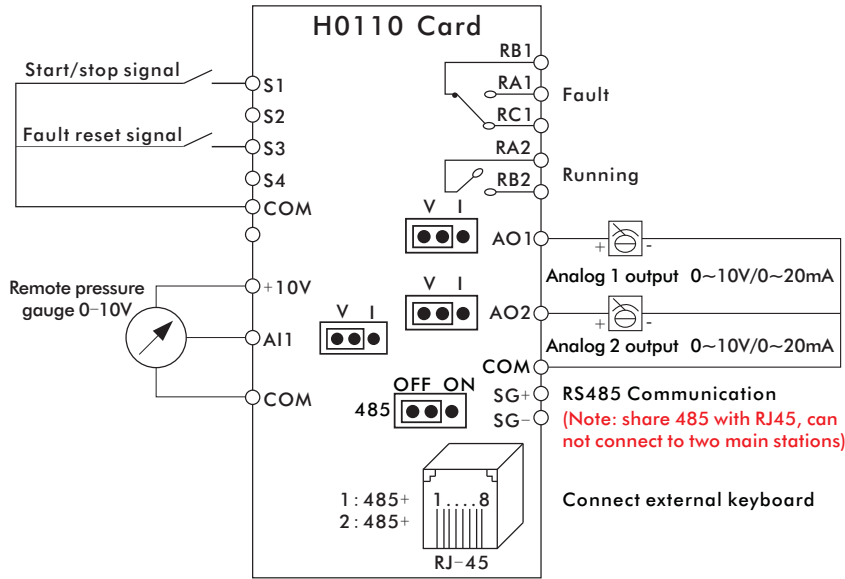 H0110 Card
Start/stop signal
S1
S2
Fault reset signal
S3
S4
COM
RB1
RA1
Fault
RC1
RA2
RB2
Running
V I
AO1
+ -
Analog 1 output 0~10V/0~20mA
V I
AO2
+ -
Analog 2 output 0~10V/0~20mA
COM
Remote pressure
gauge 0-10V
+10V
V I
AI1
COM
OFF ON
485
SG+
SG-
RS485 Communication
(Note: share 485 with RJ45, can
not connect to two main stations)
1:485+
2:485+
1....8
RJ-45
Connect external keyboard